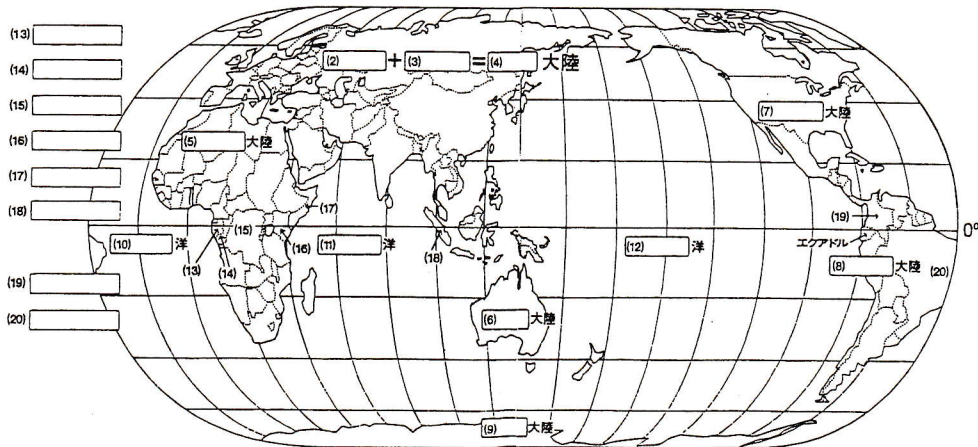 (13)
(14)
(15)
(16)
(17)
(18)
(19)
(20)
(2) + (3) = (4) 大陸
(5) 大陸
(7) 大陸
(17)
(15)
(16)
(13)
(14)
(18)
(19)
0°
エクアドル
(10) 洋
(11) 洋
(12) 洋
(8) 大陸
(20)
(6) 大陸
(9) 大陸